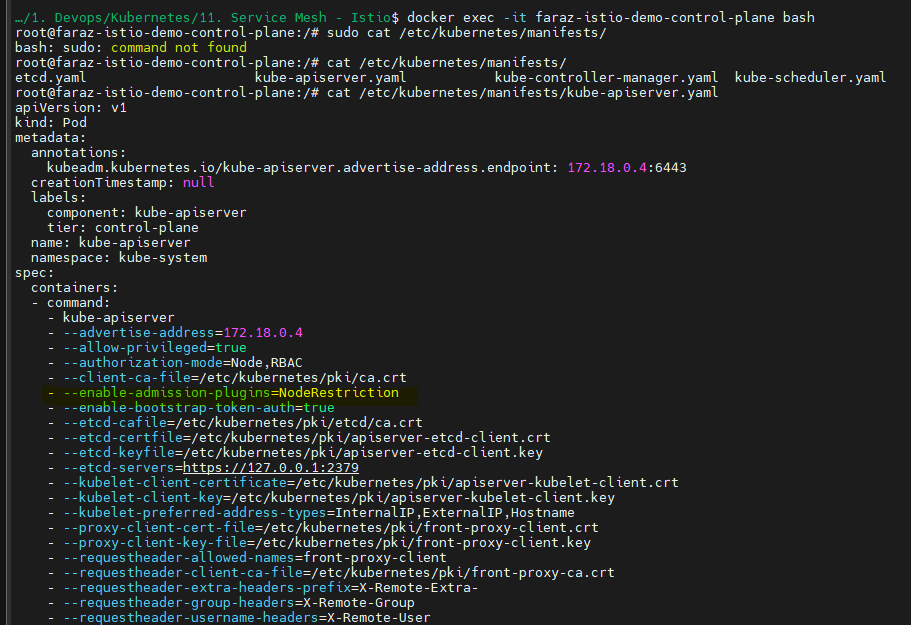 …/1. Devops/Kubernetes/11. Service Mesh - Istio$ docker exec -it faraz-istio-demo-control-plane bash
root@faraz-istio-demo-control-plane:/# sudo cat /etc/kubernetes/manifests/
bash: sudo: command not found
root@faraz-istio-demo-control-plane:/# cat /etc/kubernetes/manifests/
etcd.yaml                     kube-apiserver.yaml           kube-controller-manager.yaml  kube-scheduler.yaml
root@faraz-istio-demo-control-plane:/# cat /etc/kubernetes/manifests/kube-apiserver.yaml
apiVersion: v1
kind: Pod
metadata:
  annotations:
    kubeadm.kubernetes.io/kube-apiserver.advertise-address.endpoint: 172.18.0.4:6443
  creationTimestamp: null
  labels:
    component: kube-apiserver
    tier: control-plane
  name: kube-apiserver
  namespace: kube-system
spec:
  containers:
  - command:
    - kube-apiserver
    - --advertise-address=172.18.0.4
    - --allow-privileged=true
    - --authorization-mode=Node,RBAC
    - --client-ca-file=/etc/kubernetes/pki/ca.crt
    - --enable-admission-plugins=NodeRestriction
    - --enable-bootstrap-token-auth=true
    - --etcd-cafile=/etc/kubernetes/pki/etcd/ca.crt
    - --etcd-certfile=/etc/kubernetes/pki/apiserver-etcd-client.crt
    - --etcd-keyfile=/etc/kubernetes/pki/apiserver-etcd-client.key
    - --etcd-servers=https://127.0.0.1:2379
    - --kubelet-client-certificate=/etc/kubernetes/pki/apiserver-kubelet-client.crt
    - --kubelet-client-key=/etc/kubernetes/pki/apiserver-kubelet-client.key
    - --kubelet-preferred-address-types=InternalIP,ExternalIP,Hostname
    - --proxy-client-cert-file=/etc/kubernetes/pki/front-proxy-client.crt
    - --proxy-client-key-file=/etc/kubernetes/pki/front-proxy-client.key
    - --requestheader-allowed-names=front-proxy-client
    - --requestheader-client-ca-file=/etc/kubernetes/pki/front-proxy-ca.crt
    - --requestheader-extra-headers-prefix=X-Remote-Extra-
    - --requestheader-group-headers=X-Remote-Group
    - --requestheader-username-headers=X-Remote-User